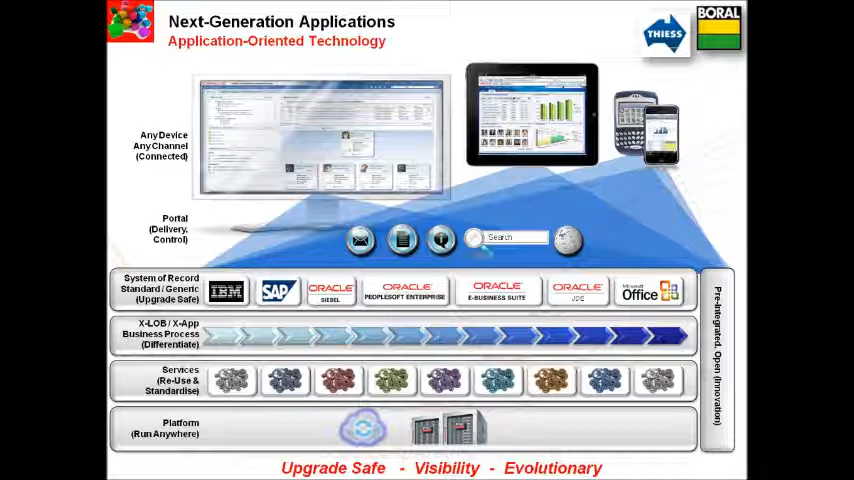 Next-Generation Applications
Application-Oriented Technology
THIESS
BORAL
Any Device
Any Channel
(Connected)
Portal
(Delivery,
Control)
Search
System of Record
Standard / Generic
(Upgrade Safe)
IBM
SAP
ORACLE
SIEBEL
ORACLE
PEOPLESOFT ENTERPRISE
ORACLE
E-BUSINESS SUITE
ORACLE
JDE
Microsoft
Office
X-LOB / X-App
Business Process
(Differentiate)
Services
(Re-Use &
Standardise)
Platform
(Run Anywhere)
Pre-Integrated, Open (Innovation)
Upgrade Safe - Visibility - Evolutionary